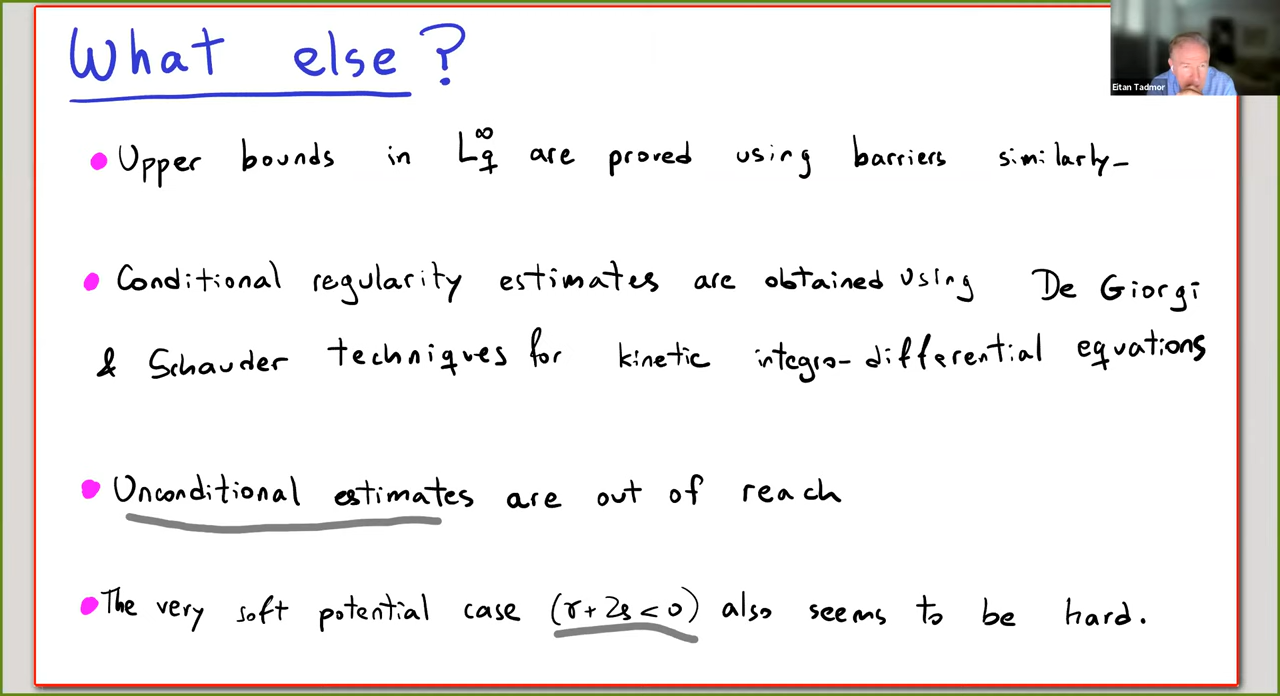 What else?
Eitan Tadmor
• Upper bounds in L^∞_q are proved using barriers similarly-
• Conditional regularity estimates are obtained using De Giorgi
& Schauder techniques for kinetic integro-differential equations
• Unconditional estimates are out of reach
• The very soft potential case (γ+2s<0) also seems to be hard.